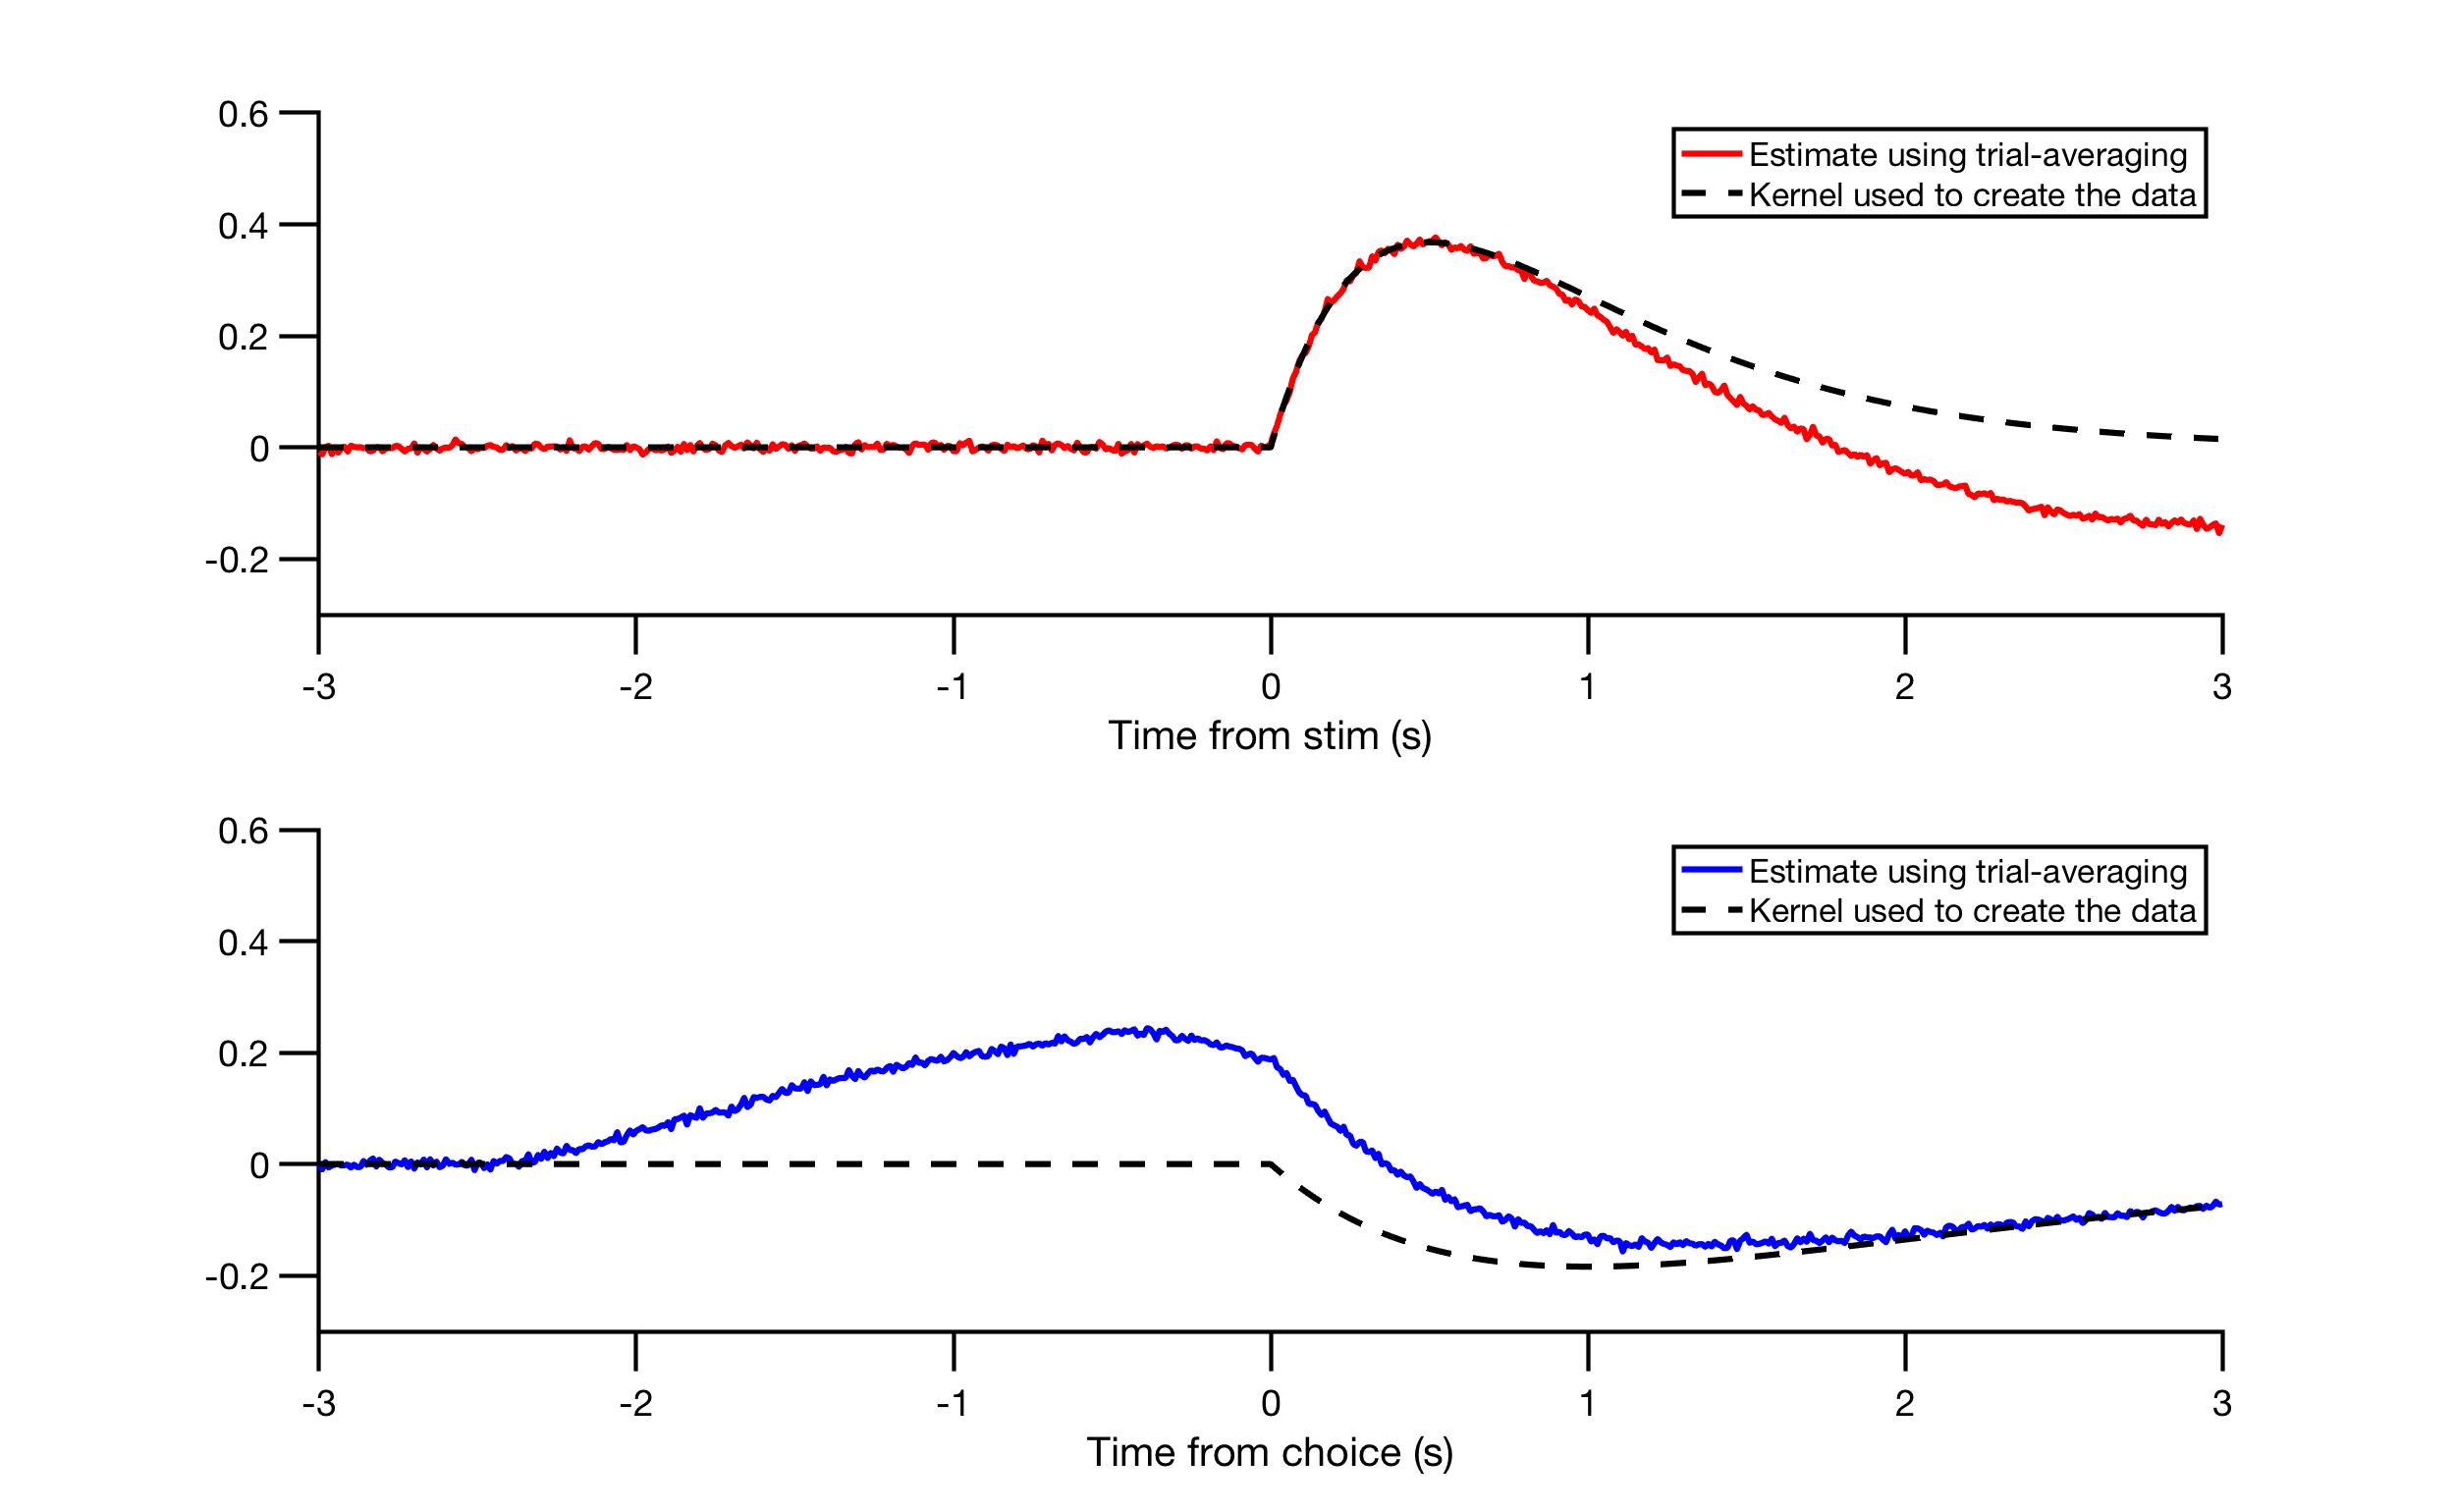 0.6
0.4
0.2
0
-0.2
Estimate using trial-averaging
Kernel used to create the data
-3 -2 -1 0 1 2 3
Time from stim (s)
0.6
0.4
0.2
0
-0.2
Estimate using trial-averaging
Kernel used to create the data
-3 -2 -1 0 1 2 3
Time from choice (s)